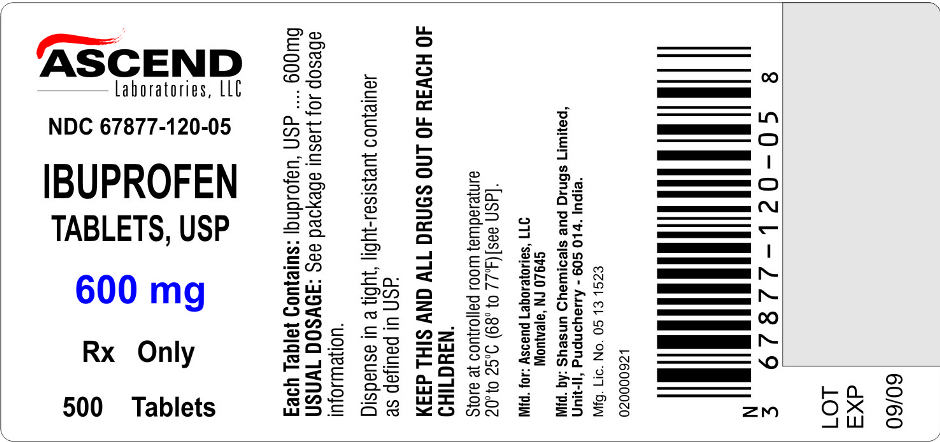 ASCEND
Laboratories, LLC
NDC 67877-120-05
IBUPROFEN
TABLETS, USP
600 mg
Rx Only
500 Tablets
Each Tablet Contains: Ibuprofen, USP .... 600mg
USUAL DOSAGE: See package insert for dosage
information.
Dispense in a tight, light-resistant container
as defined in USP.
KEEP THIS AND ALL DRUGS OUT OF REACH OF
CHILDREN.
Store at controlled room temperature
20º to 25ºC (68º to 77ºF)[see USP].
Mfd. for: Ascend Laboratories, LLC
Montvale, NJ 07645
Mfd. by: Shasun Chemicals and Drugs Limited,
Unit-II, Puducherry - 605 014. India.
Mfg. Lic. No. 05 13 1523
020000921
N
3 67877-120-05 8
LOT
EXP
09/09